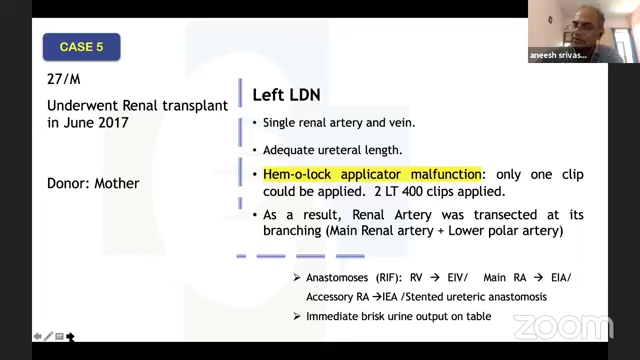 CASE 5
aneesh srivas...
27/M
Underwent Renal transplant
in June 2017
Donor: Mother
Left LDN
• Single renal artery and vein.
• Adequate ureteral length.
• Hem-o-lock applicator malfunction: only one clip
could be applied. 2 LT 400 clips applied.
• As a result, Renal Artery was transected at its
branching (Main Renal artery + Lower polar artery)
➢ Anastomoses (RIF): RV → EIV/ Main RA → EIA/
Accessory RA →IEA /Stented ureteric anastomosis
➢ Immediate brisk urine output on table
zoom